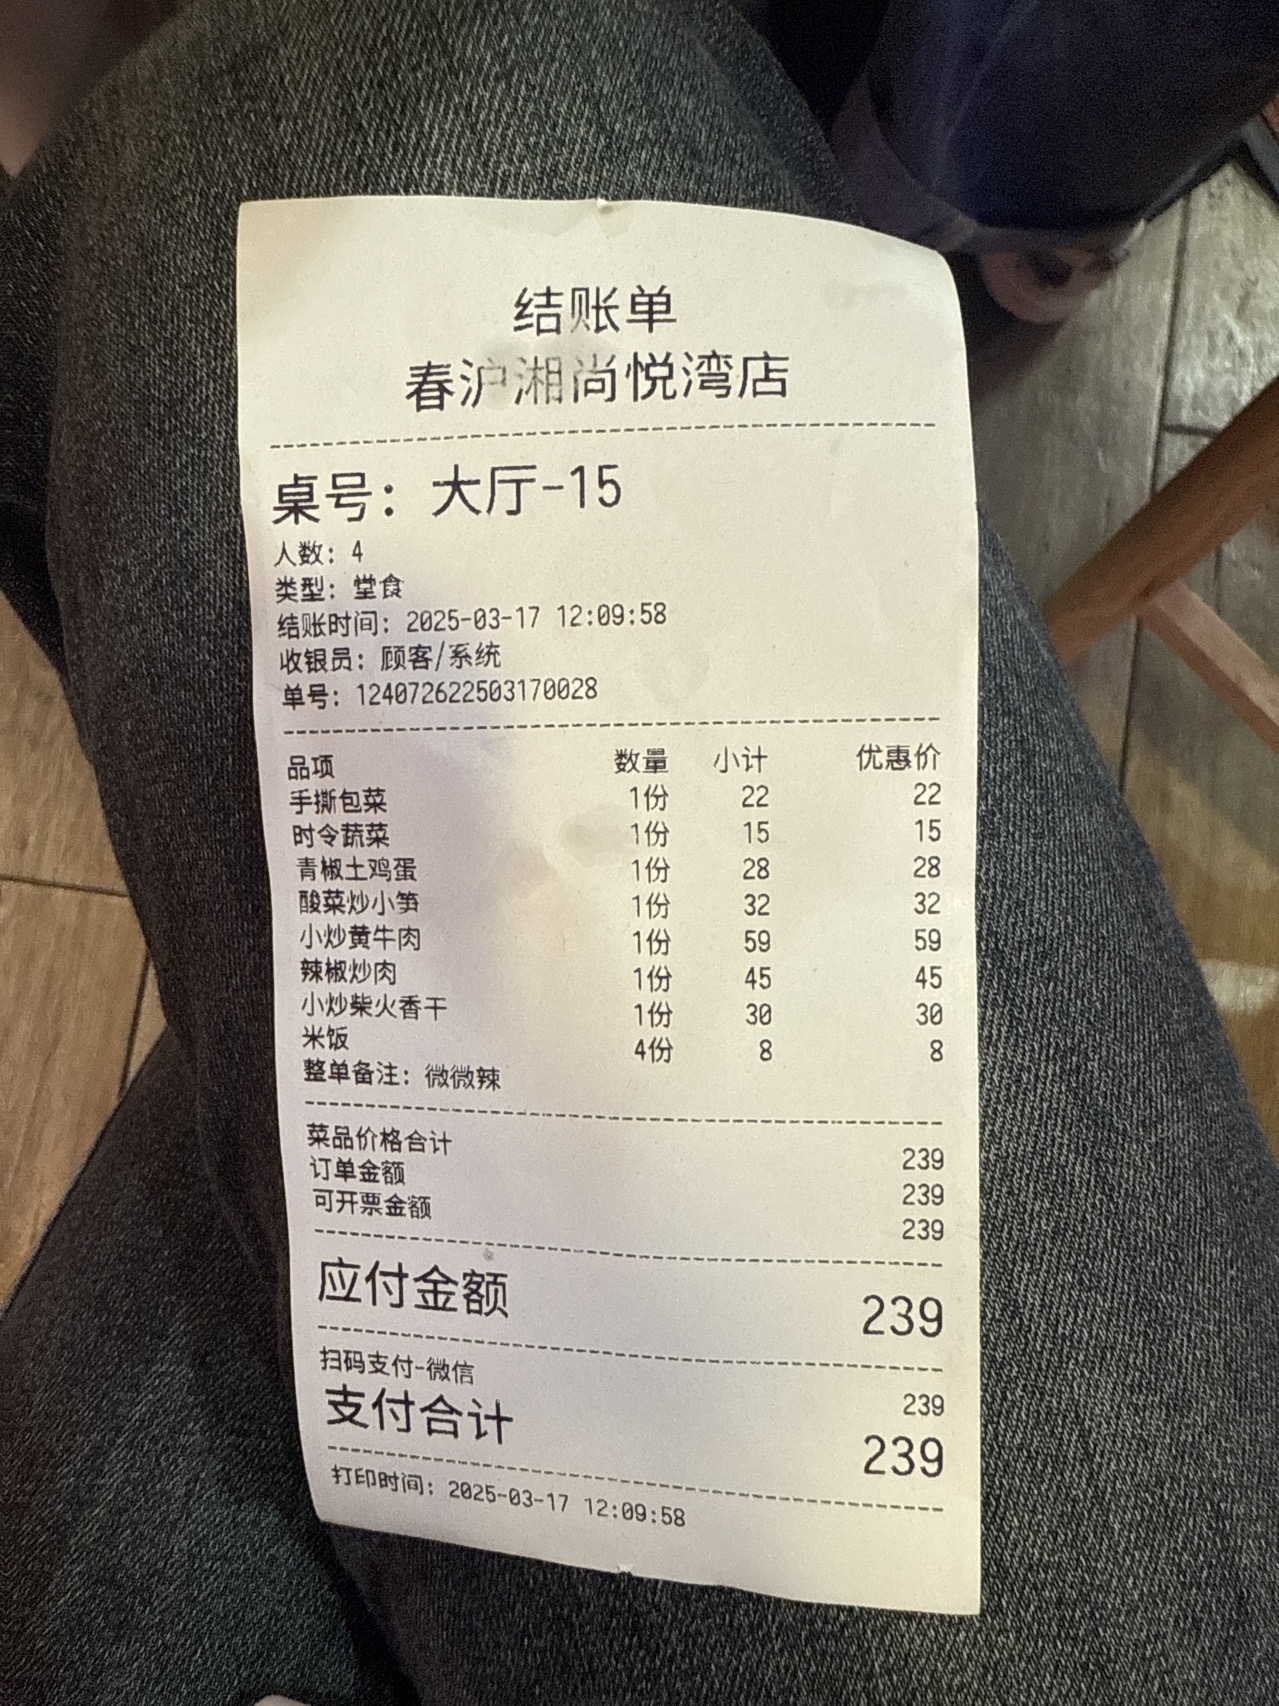 结账单
春沪湘尚悦湾店
桌号：大厅-15
人数：4
类型：堂食
结账时间：2025-03-17 12:09:58
收银员：顾客/系统
单号：124072622503170028
品项 数量 小计 优惠价
手撕包菜 1份 22 22
时令蔬菜 1份 15 15
青椒土鸡蛋 1份 28 28
酸菜炒小笋 1份 32 32
小炒黄牛肉 1份 59 59
辣椒炒肉 1份 45 45
小炒柴火香干 1份 30 30
米饭 4份 8 8
整单备注：微微辣
菜品价格合计 239
订单金额 239
可开票金额 239
应付金额 239
扫码支付-微信 239
支付合计 239
打印时间：2025-03-17 12:09:58